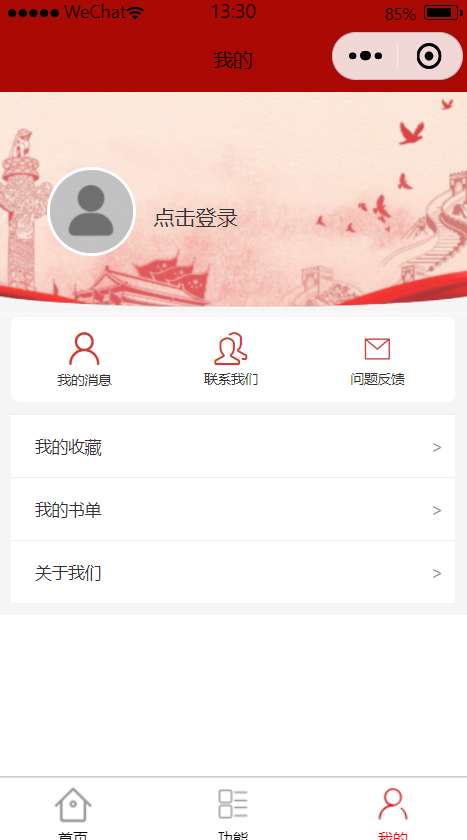 WeChat 13:30 85%
我的
点击登录
我的消息 联系我们 问题反馈
我的收藏 >
我的书单 >
关于我们 >
首页 功能 我的